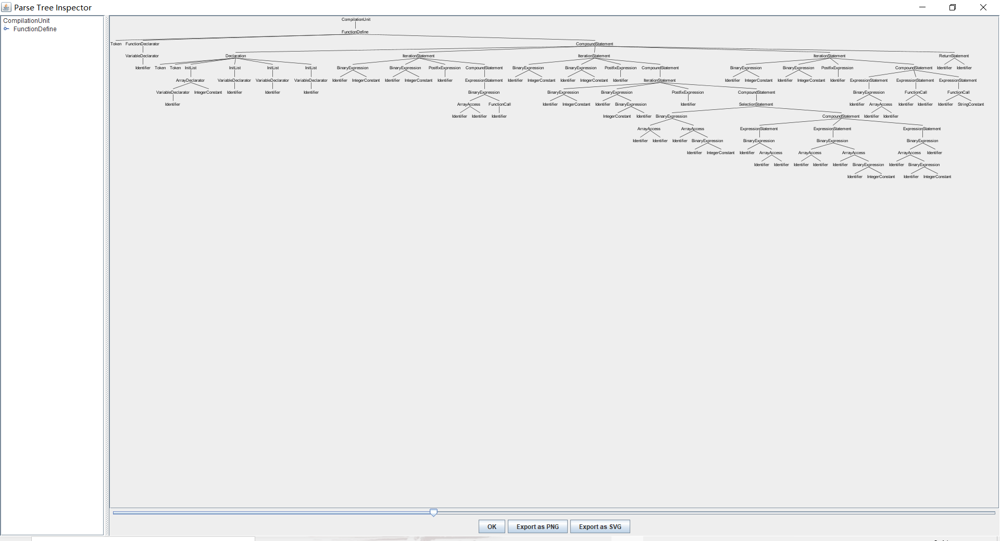 Parse Tree Inspector
CompilationUnit
FunctionDefine
CompilationUnit
FunctionDefine
Token FunctionDeclarator CompoundStatement
VariableDeclarator Declaration IterationStatement IterationStatement IterationStatement ReturnStatement
Identifier Token Token InitList InitList InitList InitList BinaryExpression BinaryExpression PostfixExpression CompoundStatement BinaryExpression BinaryExpression PostfixExpression CompoundStatement BinaryExpression BinaryExpression PostfixExpression CompoundStatement Identifier Identifier
ArrayDeclarator VariableDeclarator VariableDeclarator VariableDeclarator Identifier IntegerConstant Identifier IntegerConstant Identifier ExpressionStatement Identifier IntegerConstant Identifier IntegerConstant Identifier IterationStatement Identifier IntegerConstant Identifier IntegerConstant Identifier ExpressionStatement ExpressionStatement ExpressionStatement
VariableDeclarator IntegerConstant Identifier Identifier Identifier BinaryExpression BinaryExpression BinaryExpression PostfixExpression CompoundStatement BinaryExpression FunctionCall FunctionCall
Identifier ArrayAccess FunctionCall Identifier IntegerConstant Identifier BinaryExpression Identifier SelectionStatement Identifier ArrayAccess Identifier Identifier Identifier StringConstant
Identifier Identifier Identifier IntegerConstant Identifier BinaryExpression CompoundStatement Identifier Identifier
ArrayAccess ArrayAccess ExpressionStatement ExpressionStatement ExpressionStatement
Identifier Identifier Identifier BinaryExpression BinaryExpression BinaryExpression BinaryExpression
Identifier IntegerConstant Identifier ArrayAccess ArrayAccess ArrayAccess ArrayAccess Identifier
Identifier Identifier Identifier Identifier Identifier BinaryExpression Identifier BinaryExpression
Identifier IntegerConstant Identifier IntegerConstant
OK Export as PNG Export as SVG